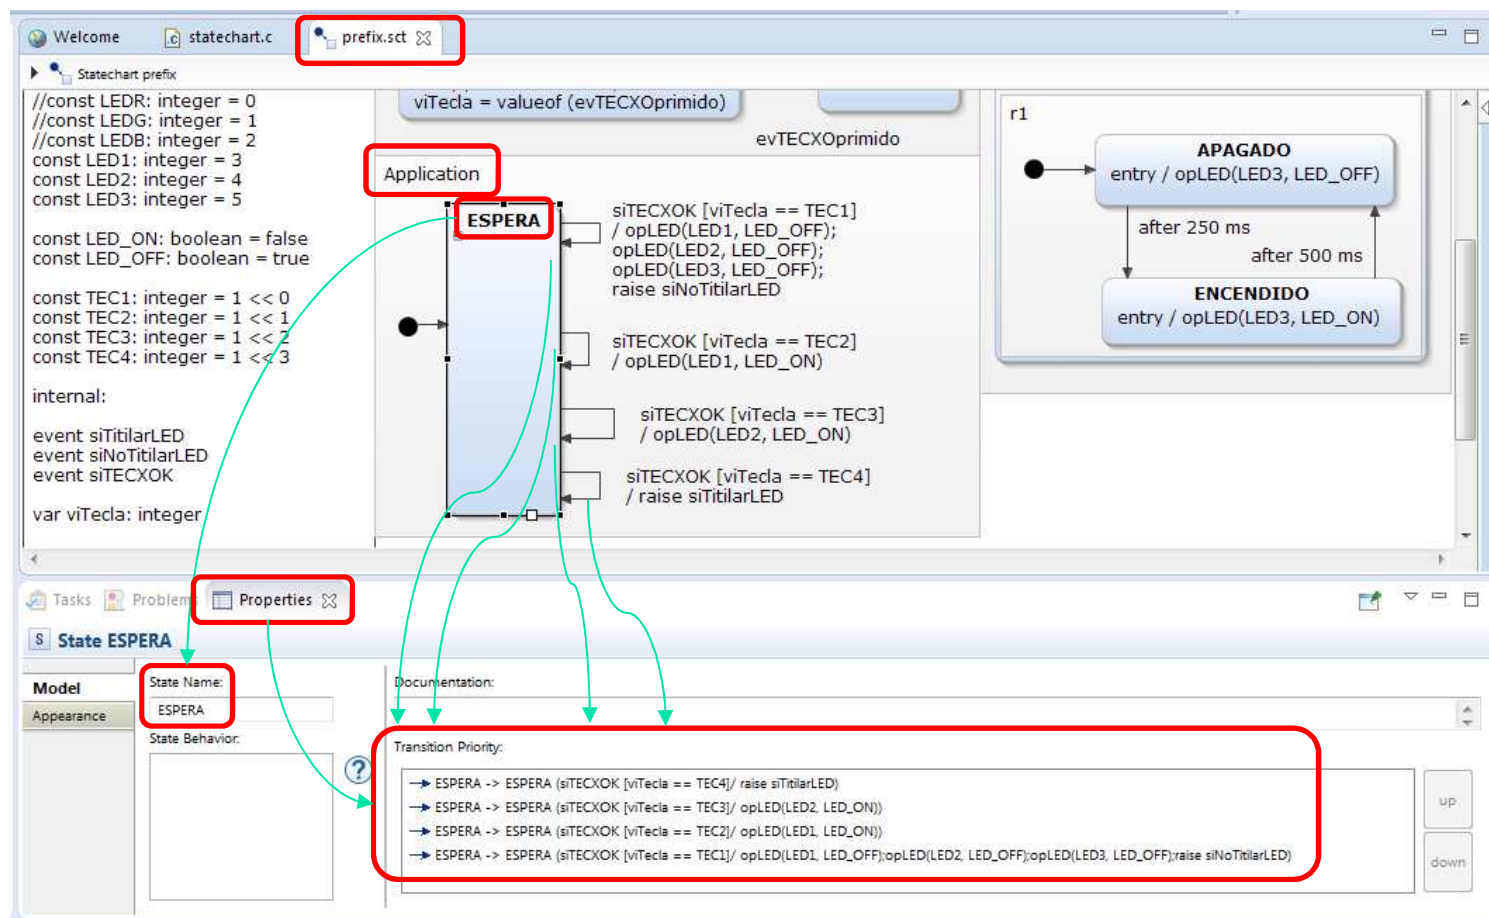 Welcome
statechart.c
prefix.sct
Statechart prefix
//const LEDR: integer = 0
//const LEDG: integer = 1
//const LEDB: integer = 2
const LED1: integer = 3
const LED2: integer = 4
const LED3: integer = 5
const LED_ON: boolean = false
const LED_OFF: boolean = true
const TEC1: integer = 1 << 0
const TEC2: integer = 1 << 1
const TEC3: integer = 1 << 2
const TEC4: integer = 1 << 3
internal:
event siTitilarLED
event siNoTitilarLED
event siTECXOK
var viTecla: integer
viTecla = valueof (evTECXOprimido)
evTECXOprimido
Application
ESPERA
siTECXOK [viTecla == TEC1]
/ opLED(LED1, LED_OFF);
opLED(LED2, LED_OFF);
opLED(LED3, LED_OFF);
raise siNoTitilarLED
siTECXOK [viTecla == TEC2]
/ opLED(LED1, LED_ON)
siTECXOK [viTecla == TEC3]
/ opLED(LED2, LED_ON)
siTECXOK [viTecla == TEC4]
/ raise siTitilarLED
r1
APAGADO
entry / opLED(LED3, LED_OFF)
after 250 ms
after 500 ms
ENCENDIDO
entry / opLED(LED3, LED_ON)
Tasks
Problems
Properties
S State ESPERA
Model
Appearance
State Name:
ESPERA
State Behavior:
?
Documentation:
Transition Priority:
ESPERA -> ESPERA (siTECXOK [viTecla == TEC4]/ raise siTitilarLED)
ESPERA -> ESPERA (siTECXOK [viTecla == TEC3]/ opLED(LED2, LED_ON))
ESPERA -> ESPERA (siTECXOK [viTecla == TEC2]/ opLED(LED1, LED_ON))
ESPERA -> ESPERA (siTECXOK [viTecla == TEC1]/ opLED(LED1, LED_OFF);opLED(LED2, LED_OFF);opLED(LED3, LED_OFF);raise siNoTitilarLED)
up
down